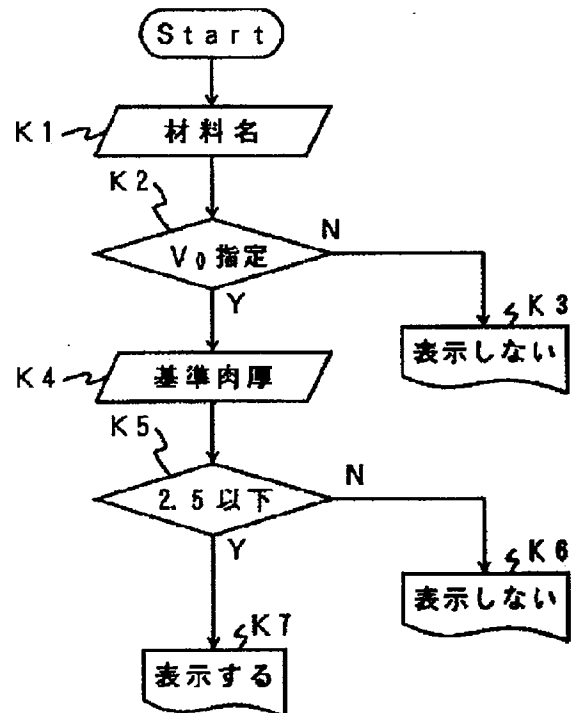 Start
K1
材料名
K2
V0指定
N
Y
K3
表示しない
K4
基準肉厚
K5
2.5以下
N
Y
K6
表示しない
K7
表示する